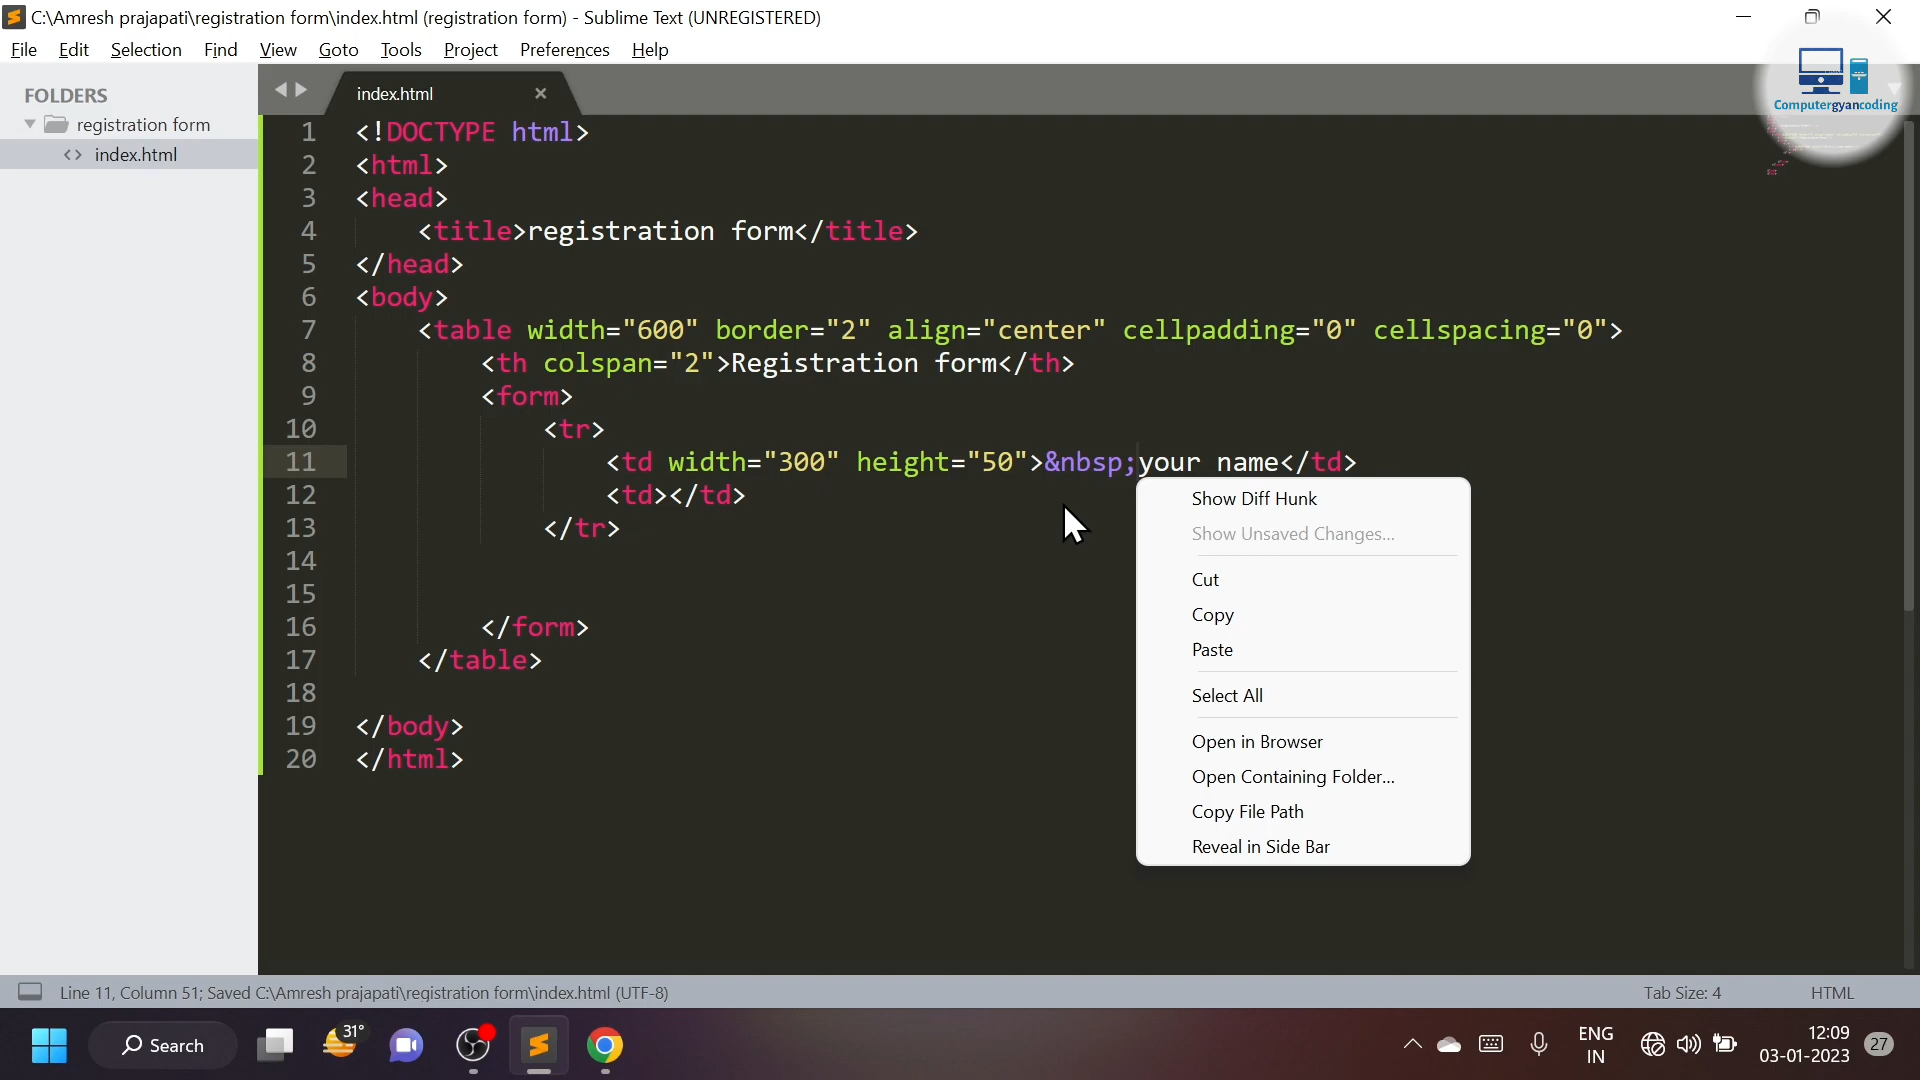 C:\Amresh prajapati\registration form\index.html (registration form) - Sublime Text (UNREGISTERED)
File Edit Selection Find View Goto Tools Project Preferences Help
Computergyancoding
FOLDERS
registration form
index.html
index.html
1 <!DOCTYPE html>
2 <html>
3 <head>
4 <title>registration form</title>
5 </head>
6 <body>
7 <table width="600" border="2" align="center" cellpadding="0" cellspacing="0">
8 <th colspan="2">Registration form</th>
9 <form>
10 <tr>
11 <td width="300" height="50">&nbsp;your name</td>
12 <td></td>
13 </tr>
14
15
16 </form>
17 </table>
18
19 </body>
20 </html>
Show Diff Hunk
Show Unsaved Changes...
Cut
Copy
Paste
Select All
Open in Browser
Open Containing Folder...
Copy File Path
Reveal in Side Bar
Line 11, Column 51; Saved C:\Amresh prajapati\registration form\index.html (UTF-8)
Tab Size: 4
HTML
Search
31°
ENG
IN
12:09
03-01-2023
27